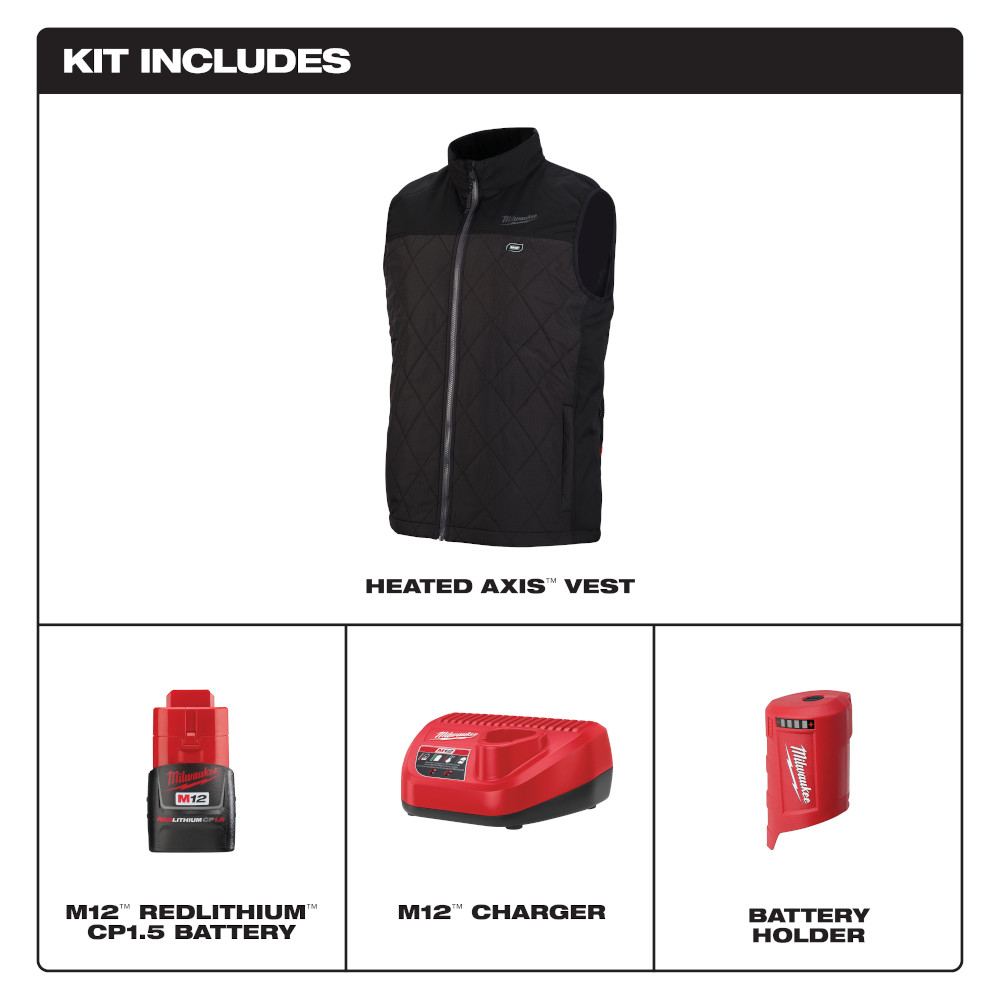 KIT INCLUDES
Milwaukee
HEATED AXIS™ VEST
Milwaukee
M12
REDLITHIUM CP1.5
M12™ REDLITHIUM™
CP1.5 BATTERY
Milwaukee
M12
M12™ CHARGER
Milwaukee
BATTERY
HOLDER